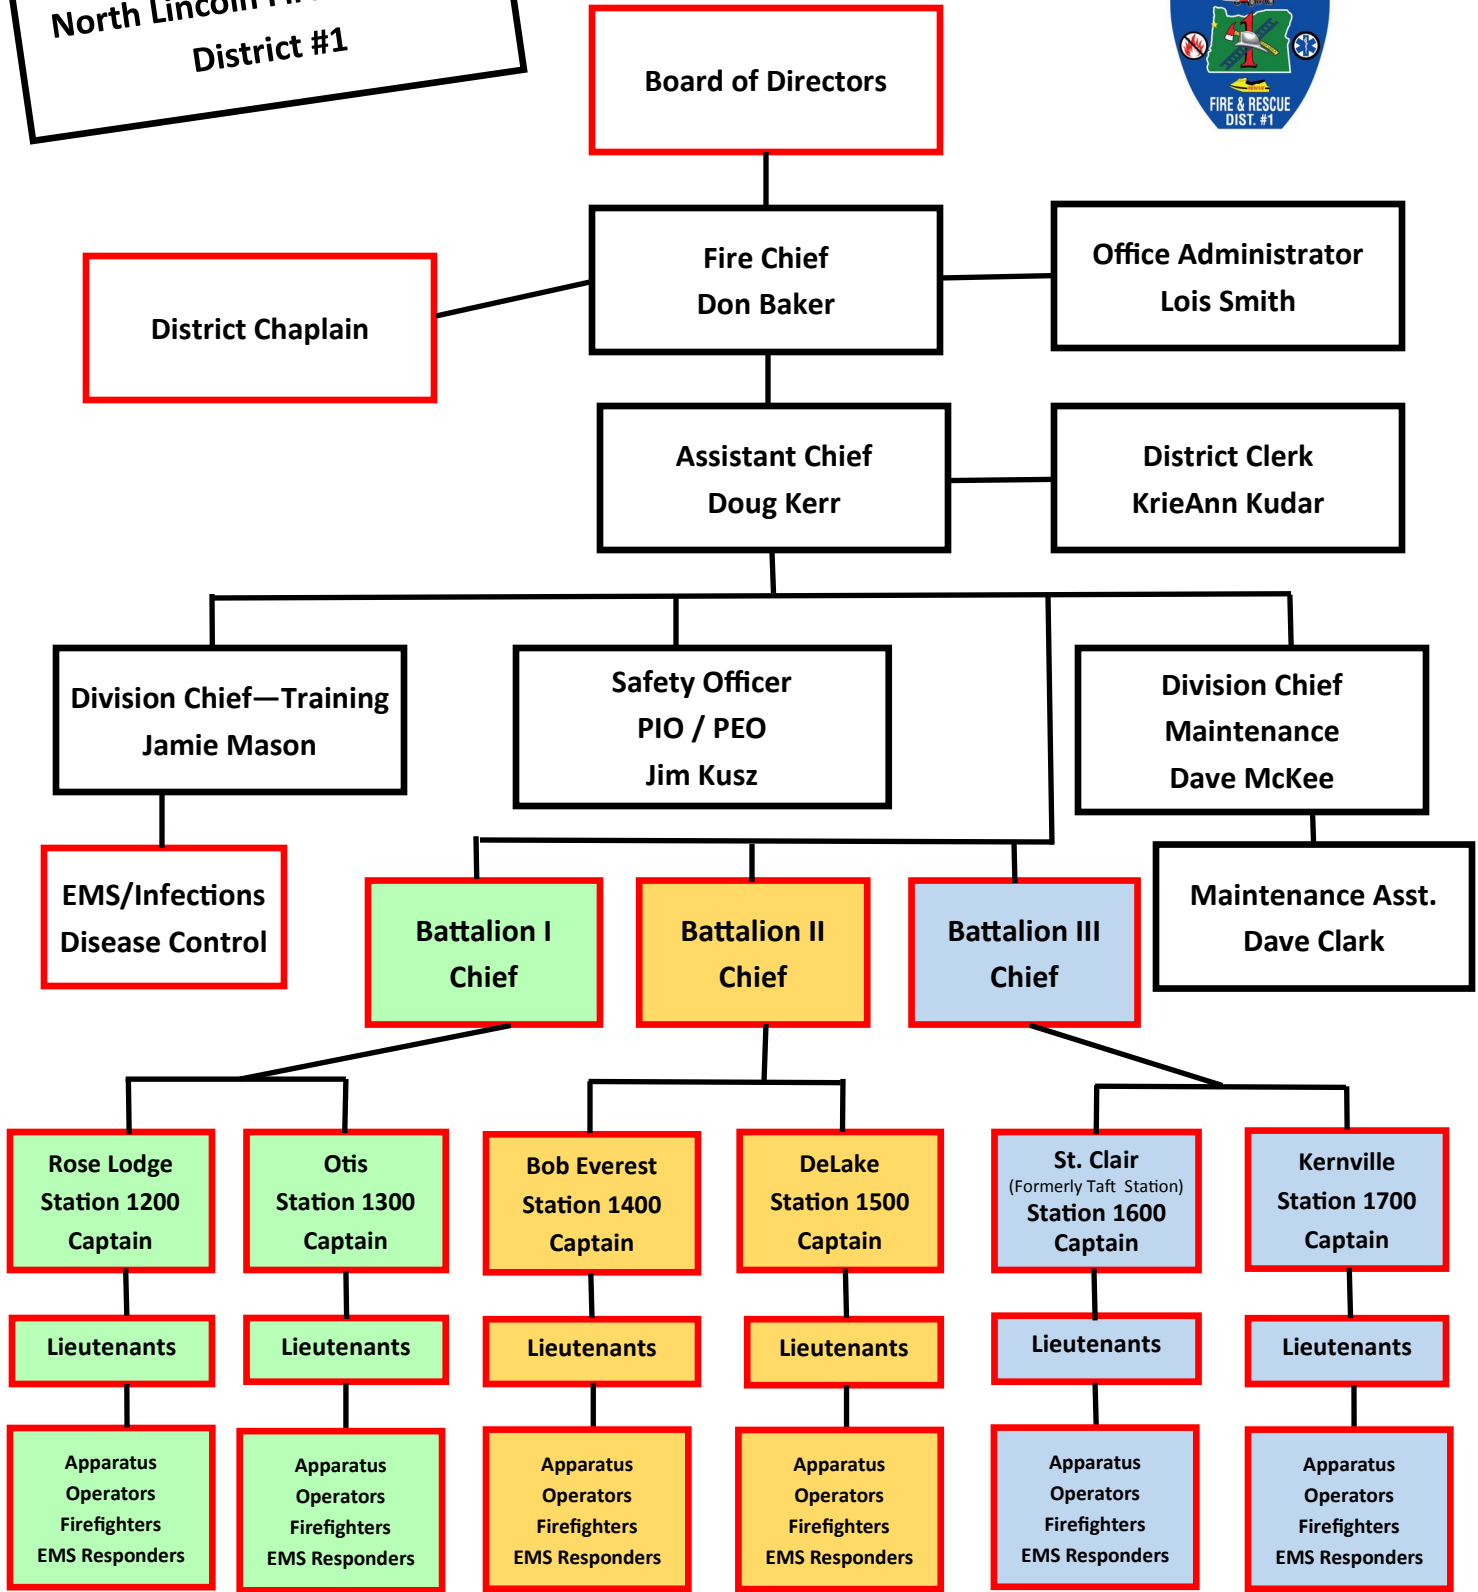 North Lincoln
District #1
FIRE & RESCUE
DIST. #1
Board of Directors
Fire Chief
Don Baker
Office Administrator
Lois Smith
District Chaplain
Assistant Chief
Doug Kerr
District Clerk
KrieAnn Kudar
Division Chief—Training
Jamie Mason
Safety Officer
PIO / PEO
Jim Kusz
Division Chief
Maintenance
Dave McKee
EMS/Infections
Disease Control
Maintenance Asst.
Dave Clark
Battalion I
Chief
Battalion II
Chief
Battalion III
Chief
Rose Lodge
Station 1200
Captain
Otis
Station 1300
Captain
Bob Everest
Station 1400
Captain
DeLake
Station 1500
Captain
St. Clair
(Formerly Taft Station)
Station 1600
Captain
Kernville
Station 1700
Captain
Lieutenants
Lieutenants
Lieutenants
Lieutenants
Lieutenants
Lieutenants
Apparatus
Operators
Firefighters
EMS Responders
Apparatus
Operators
Firefighters
EMS Responders
Apparatus
Operators
Firefighters
EMS Responders
Apparatus
Operators
Firefighters
EMS Responders
Apparatus
Operators
Firefighters
EMS Responders
Apparatus
Operators
Firefighters
EMS Responders